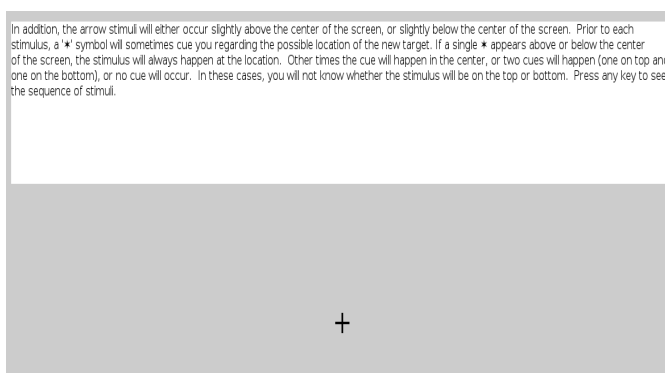 In addition, the arrow stimuli will either occur slightly above the center of the screen, or slightly below the center of the screen.  Prior to each
stimulus, a '✶' symbol will sometimes cue you regarding the possible location of the new target. If a single ✶ appears above or below the center
of the screen, the stimulus will always happen at the location.  Other times the cue will happen in the center, or two cues will happen (one on top and
one on the bottom), or no cue will occur.  In these cases, you will not know whether the stimulus will be on the top or bottom.  Press any key to see
the sequence of stimuli.
+